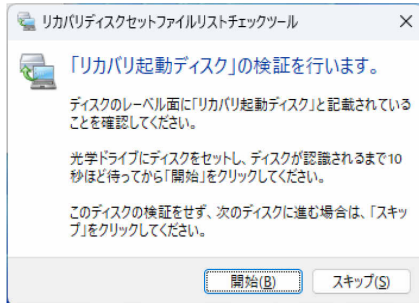 リカバリディスクセットファイルリストチェックツール
「リカバリ起動ディスク」の検証を行います。
ディスクのレーベル面に「リカバリ起動ディスク」と記載されている
ことを確認してください。
光学ドライブにディスクをセットし、ディスクが認識されるまで10
秒ほど待ってから「開始」をクリックしてください。
このディスクの検証をせず、次のディスクに進む場合は、「スキッ
プ」をクリックしてください。
開始(B)
スキップ(S)